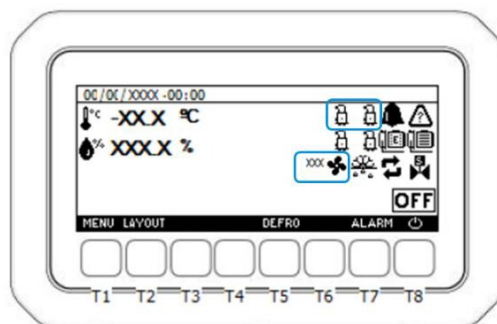 00/00/XXXX-00:00
°C -XX.X ºC
% XXX.X %
XXX
OFF
MENU LAYOUT DEFRO ALARM
T1 T2 T3 T4 T5 T6 T7 T8